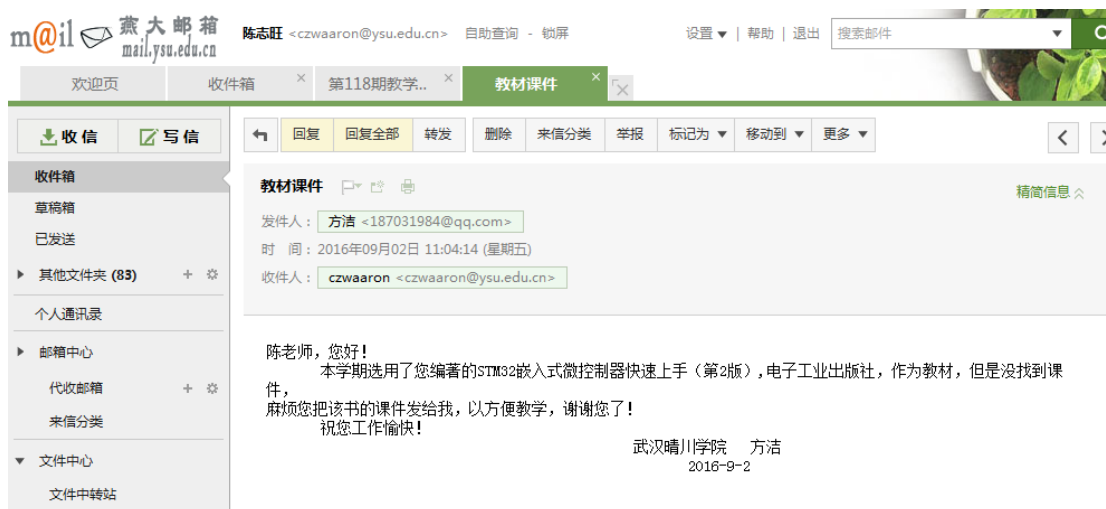 m@il 燕大邮箱
mail.ysu.edu.cn
陈志旺 <czwaaron@ysu.edu.cn> 自助查询 - 锁屏 设置 ▼ | 帮助 | 退出 搜索邮件
欢迎页 收件箱 第118期教学... 教材课件
收信 写信
回复 回复全部 转发 删除 来信分类 举报 标记为 ▼ 移动到 ▼ 更多 ▼
收件箱
草稿箱
已发送
其他文件夹 (83)
个人通讯录
邮箱中心
代收邮箱
来信分类
文件中心
文件中转站
教材课件
精简信息
发件人: 方洁 <187031984@qq.com>
时 间: 2016年09月02日 11:04:14 (星期五)
收件人: czwaaron <czwaaron@ysu.edu.cn>
陈老师,您好!
本学期选用了您编著的STM32嵌入式微控制器快速上手(第2版),电子工业出版社,作为教材,但是没找到课
件,
麻烦您把该书的课件发给我,以方便教学,谢谢您了!
祝您工作愉快!
武汉晴川学院 方洁
2016-9-2